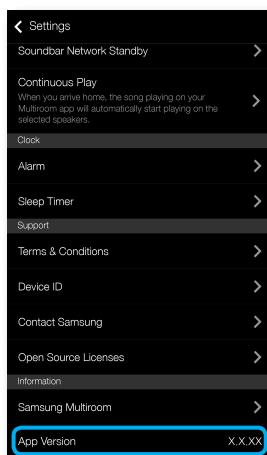 Settings
Soundbar Network Standby
Continuous Play
When you arrive home, the song playing on your
Multiroom app will automatically start playing on the
selected speakers.
Clock
Alarm
Sleep Timer
Support
Terms & Conditions
Device ID
Contact Samsung
Open Source Licenses
Information
Samsung Multiroom
App Version X.X.XX